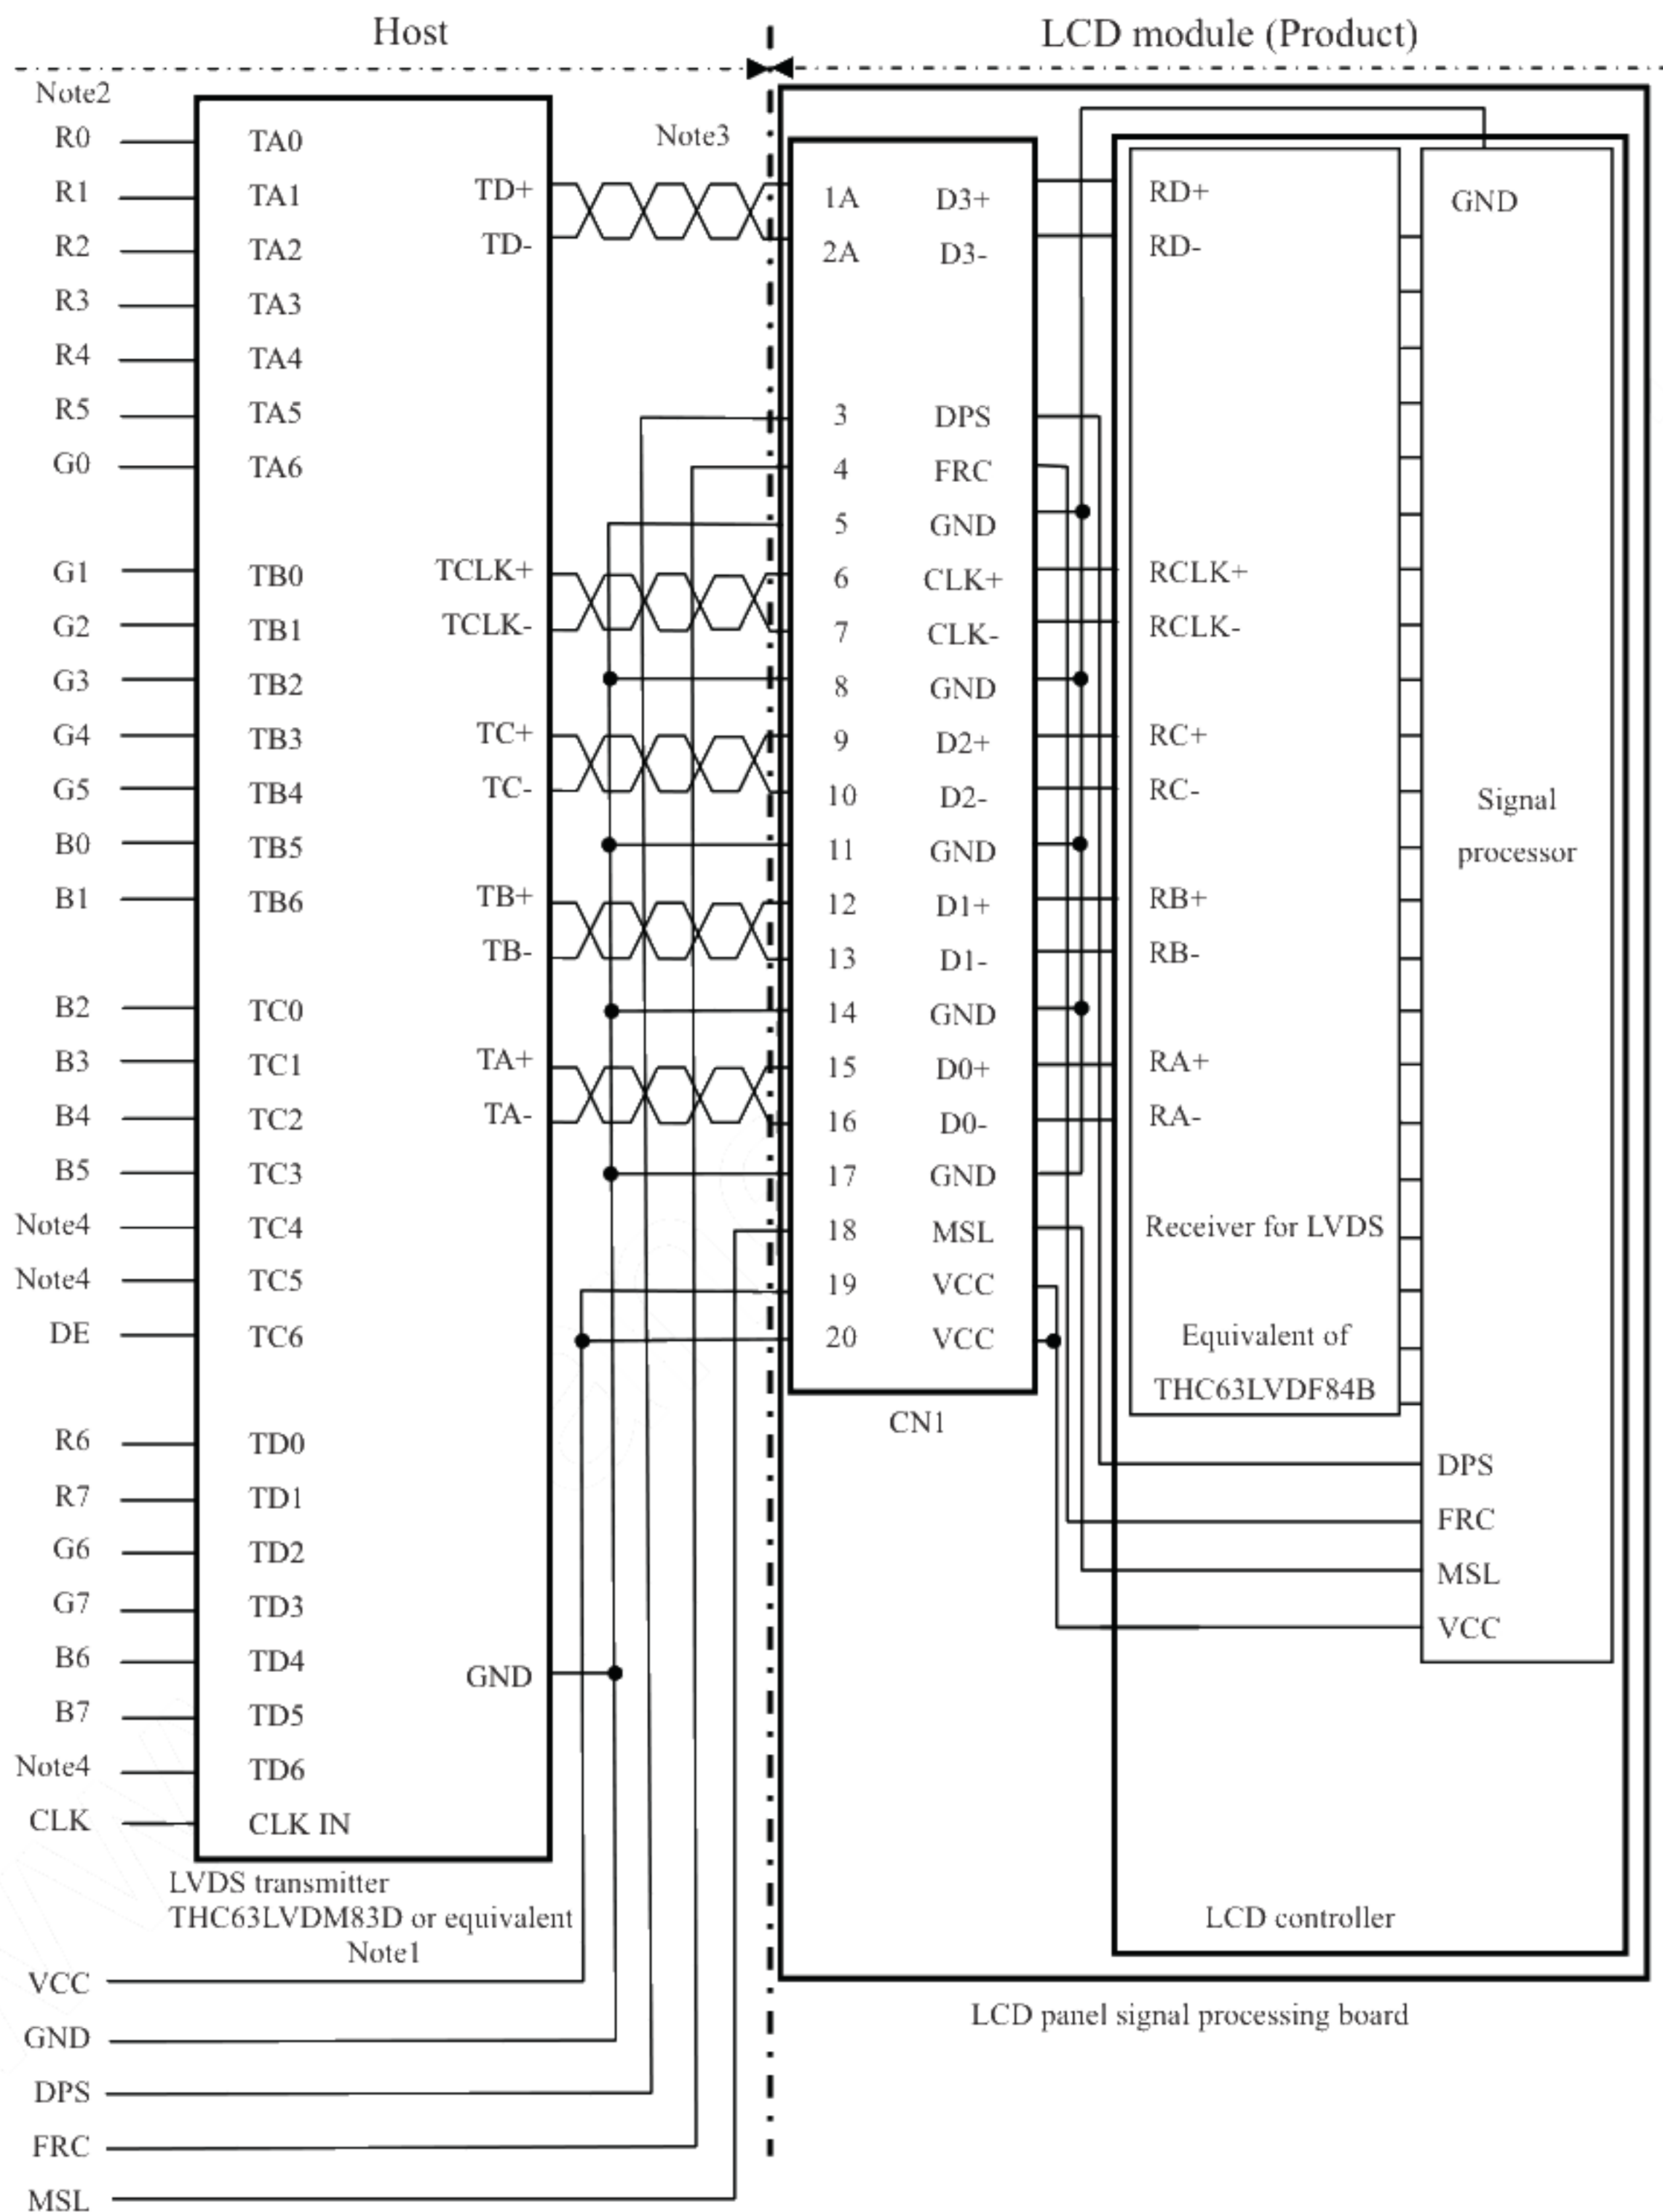 Host
LCD module (Product)
Note2
Note3
R0 TA0
R1 TA1
R2 TA2
R3 TA3
R4 TA4
R5 TA5
G0 TA6
G1 TB0
G2 TB1
G3 TB2
G4 TB3
G5 TB4
B0 TB5
B1 TB6
B2 TC0
B3 TC1
B4 TC2
B5 TC3
Note4 TC4
Note4 TC5
DE TC6
R6 TD0
R7 TD1
G6 TD2
G7 TD3
B6 TD4
B7 TD5
Note4 TD6
CLK CLK IN
TD+
TD-
TCLK+
TCLK-
TC+
TC-
TB+
TB-
TA+
TA-
GND
LVDS transmitter
THC63LVDM83D or equivalent
Note1
VCC
GND
DPS
FRC
MSL
1A D3+
2A D3-
3 DPS
4 FRC
5 GND
6 CLK+
7 CLK-
8 GND
9 D2+
10 D2-
11 GND
12 D1+
13 D1-
14 GND
15 D0+
16 D0-
17 GND
18 MSL
19 VCC
20 VCC
CN1
RD+
RD-
RCLK+
RCLK-
RC+
RC-
RB+
RB-
RA+
RA-
Receiver for LVDS
Equivalent of
THC63LVDF84B
GND
Signal
processor
DPS
FRC
MSL
VCC
LCD controller
LCD panel signal processing board